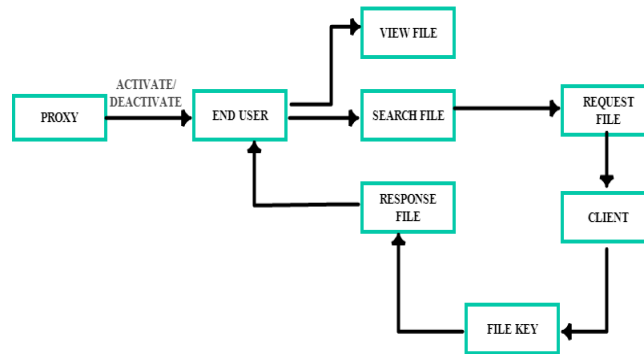 VIEW FILE
ACTIVATE/
DEACTIVATE
PROXY
END USER
SEARCH FILE
REQUEST
FILE
RESPONSE
FILE
CLIENT
FILE KEY